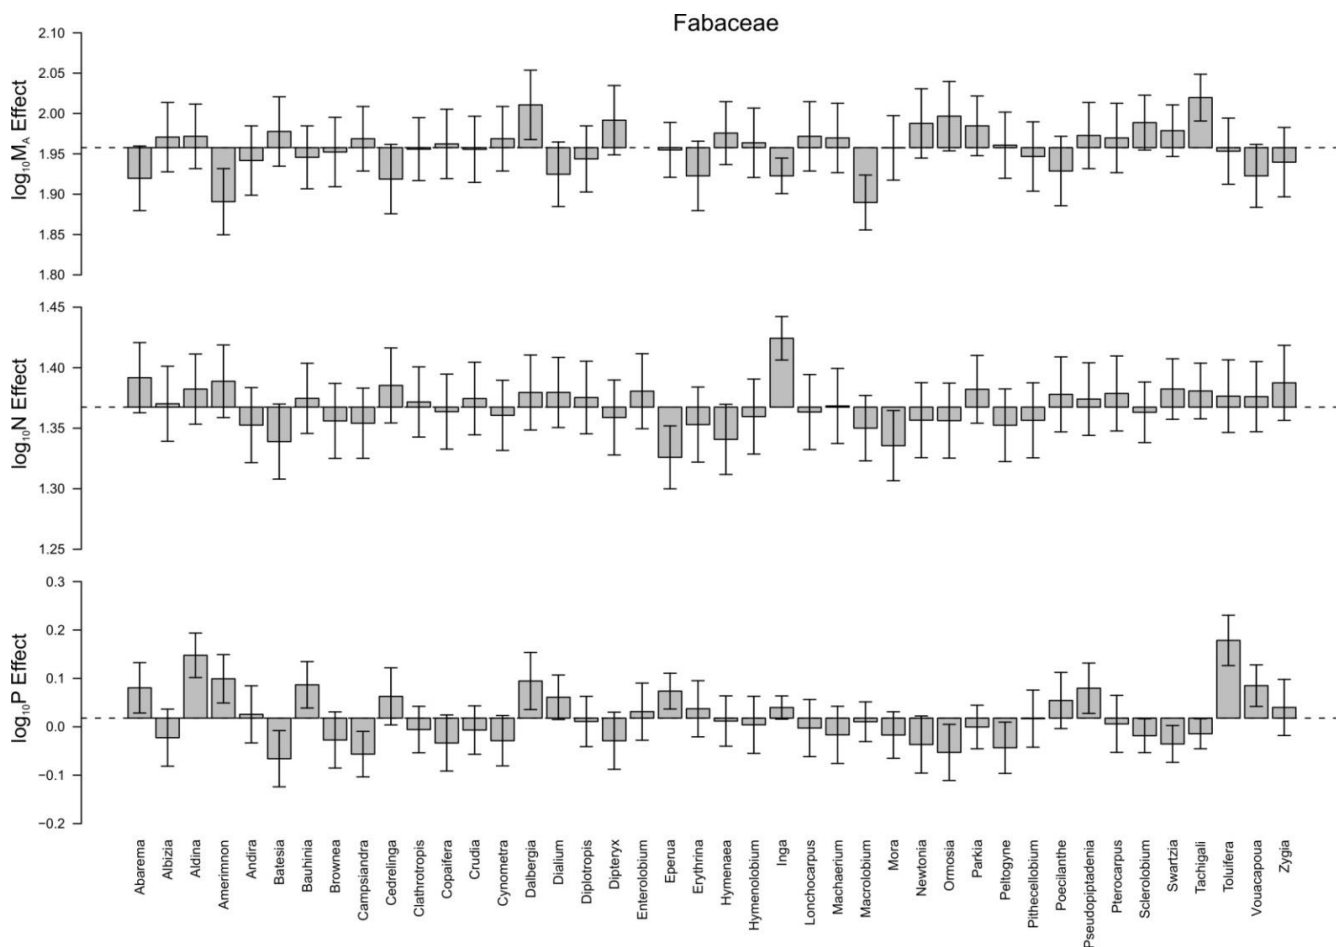 Fabaceae
log10MA Effect
2.10
2.05
2.00
1.95
1.90
1.85
1.80
log10N Effect
1.45
1.40
1.35
1.30
1.25
log10P Effect
0.3
0.2
0.1
0.0
−0.1
−0.2
Abarema
Albizia
Aldina
Amerimnon
Andira
Batesia
Bauhinia
Brownea
Campsiandra
Cedrelinga
Clathrotropis
Copaifera
Crudia
Cynometra
Dalbergia
Dialium
Diplotropis
Dipteryx
Enterolobium
Eperua
Erythrina
Hymenaea
Hymenolobium
Inga
Lonchocarpus
Machaerium
Macrolobium
Mora
Newtonia
Ormosia
Parkia
Peltogyne
Pithecellobium
Poecilanthe
Pseudopiptadenia
Pterocarpus
Sclerolobium
Swartzia
Tachigali
Toluifera
Vouacapoua
Zygia